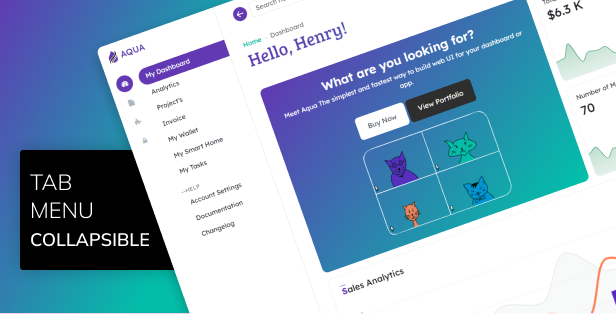 AQUA
My Dashboard
Analytics
Project's
Invoice
My Wallet
My Smart Home
My Tasks
HELP
Account Settings
Documentation
Changelog
Search
Home
Dashboard
Hello, Henry!
What are you looking for?
Meet Aqua The simplest and fastest way to build web UI for your dashboard or
app.
Buy Now
View Portfolio
Sales Analytics
$6.3 K
Number of
70
TAB
MENU
COLLAPSIBLE